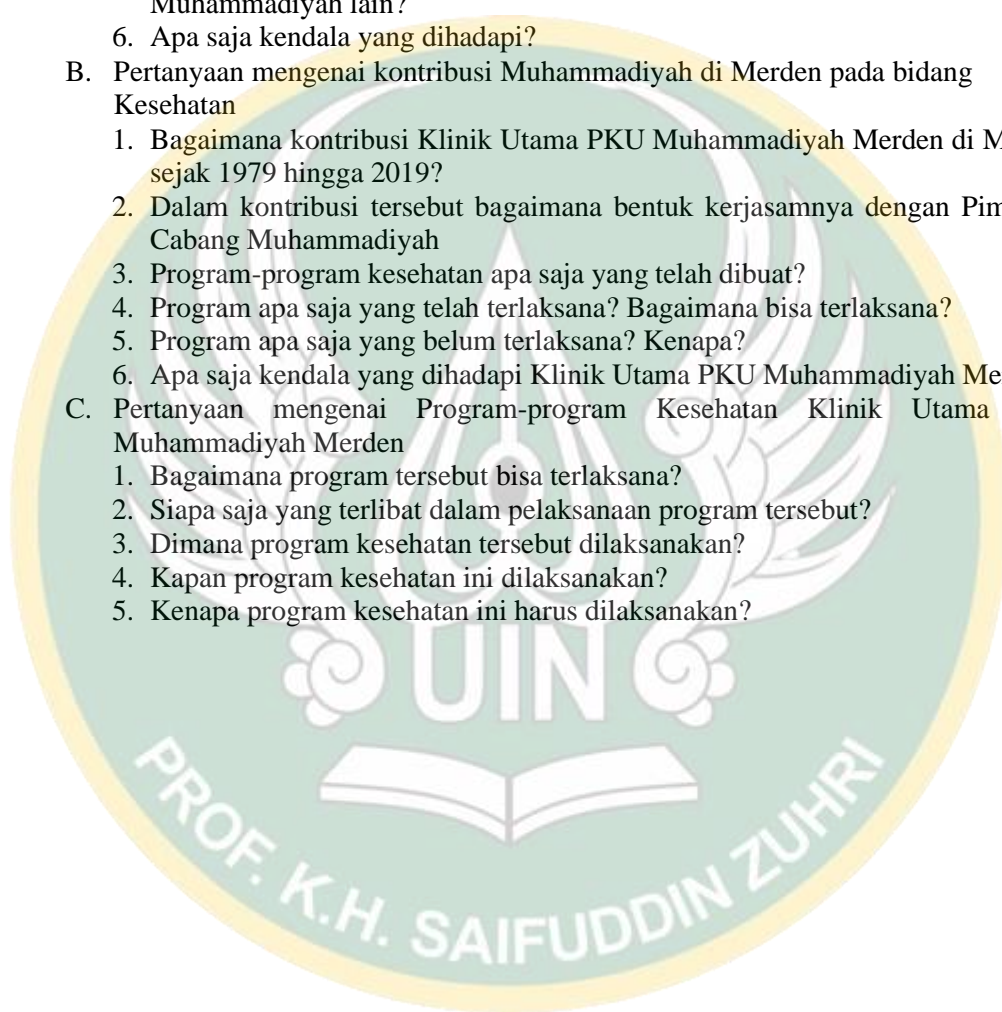 Muhammadiyah lain?
6. Apa saja kendala yang dihadapi?
B. Pertanyaan mengenai kontribusi Muhammadiyah di Merden pada bidang
Kesehatan
1. Bagaimana kontribusi Klinik Utama PKU Muhammadiyah Merden di
sejak 1979 hingga 2019?
2. Dalam kontribusi tersebut bagaimana bentuk kerjasamnya dengan
Cabang Muhammadiyah
3. Program-program kesehatan apa saja yang telah dibuat?
4. Program apa saja yang telah terlaksana? Bagaimana bisa terlaksana?
5. Program apa saja yang belum terlaksana? Kenapa?
6. Apa saja kendala yang dihadapi Klinik Utama PKU Muhammadiyah
C. Pertanyaan mengenai Program-program Kesehatan Klinik Utama
Muhammadiyah Merden
1. Bagaimana program tersebut bisa terlaksana?
2. Siapa saja yang terlibat dalam pelaksanaan program tersebut?
3. Dimana program kesehatan tersebut dilaksanakan?
4. Kapan program kesehatan ini dilaksanakan?
5. Kenapa program kesehatan ini harus dilaksanakan?
UIN
PROF. K.H. SAIFUDDIN ZUHRI